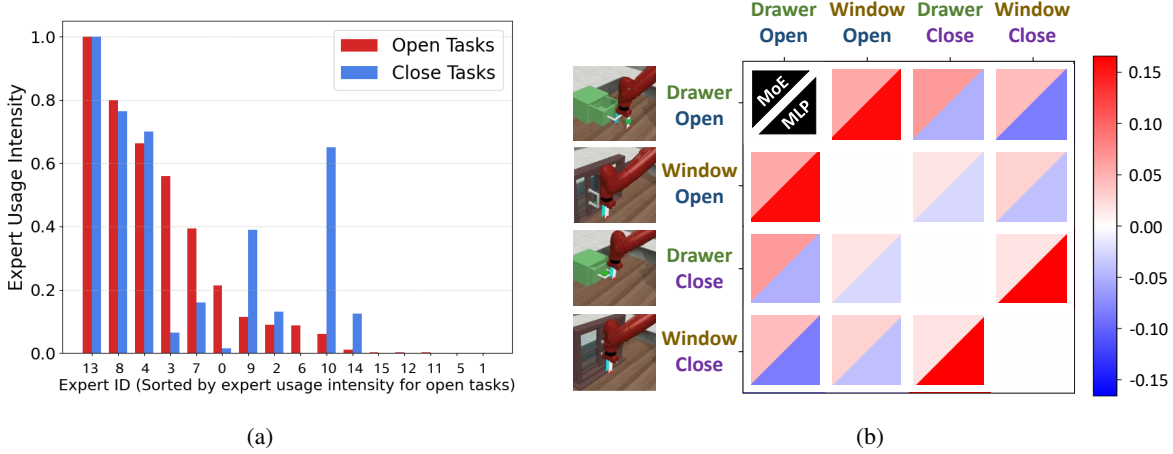 1.0
0.8
0.6
0.4
0.2
0.0
Expert Usage Intensity
Open Tasks
Close Tasks
13 8 4 3 7 0 9 2 6 10 14 15 12 11 5 1
Expert ID (Sorted by expert usage intensity for open tasks)
(a)
Drawer Window Drawer Window
Open Open Close Close
Drawer
Open
MoE
MLP
Window
Open
Drawer
Close
Window
Close
0.15
0.10
0.05
0.00
-0.05
-0.10
-0.15
(b)